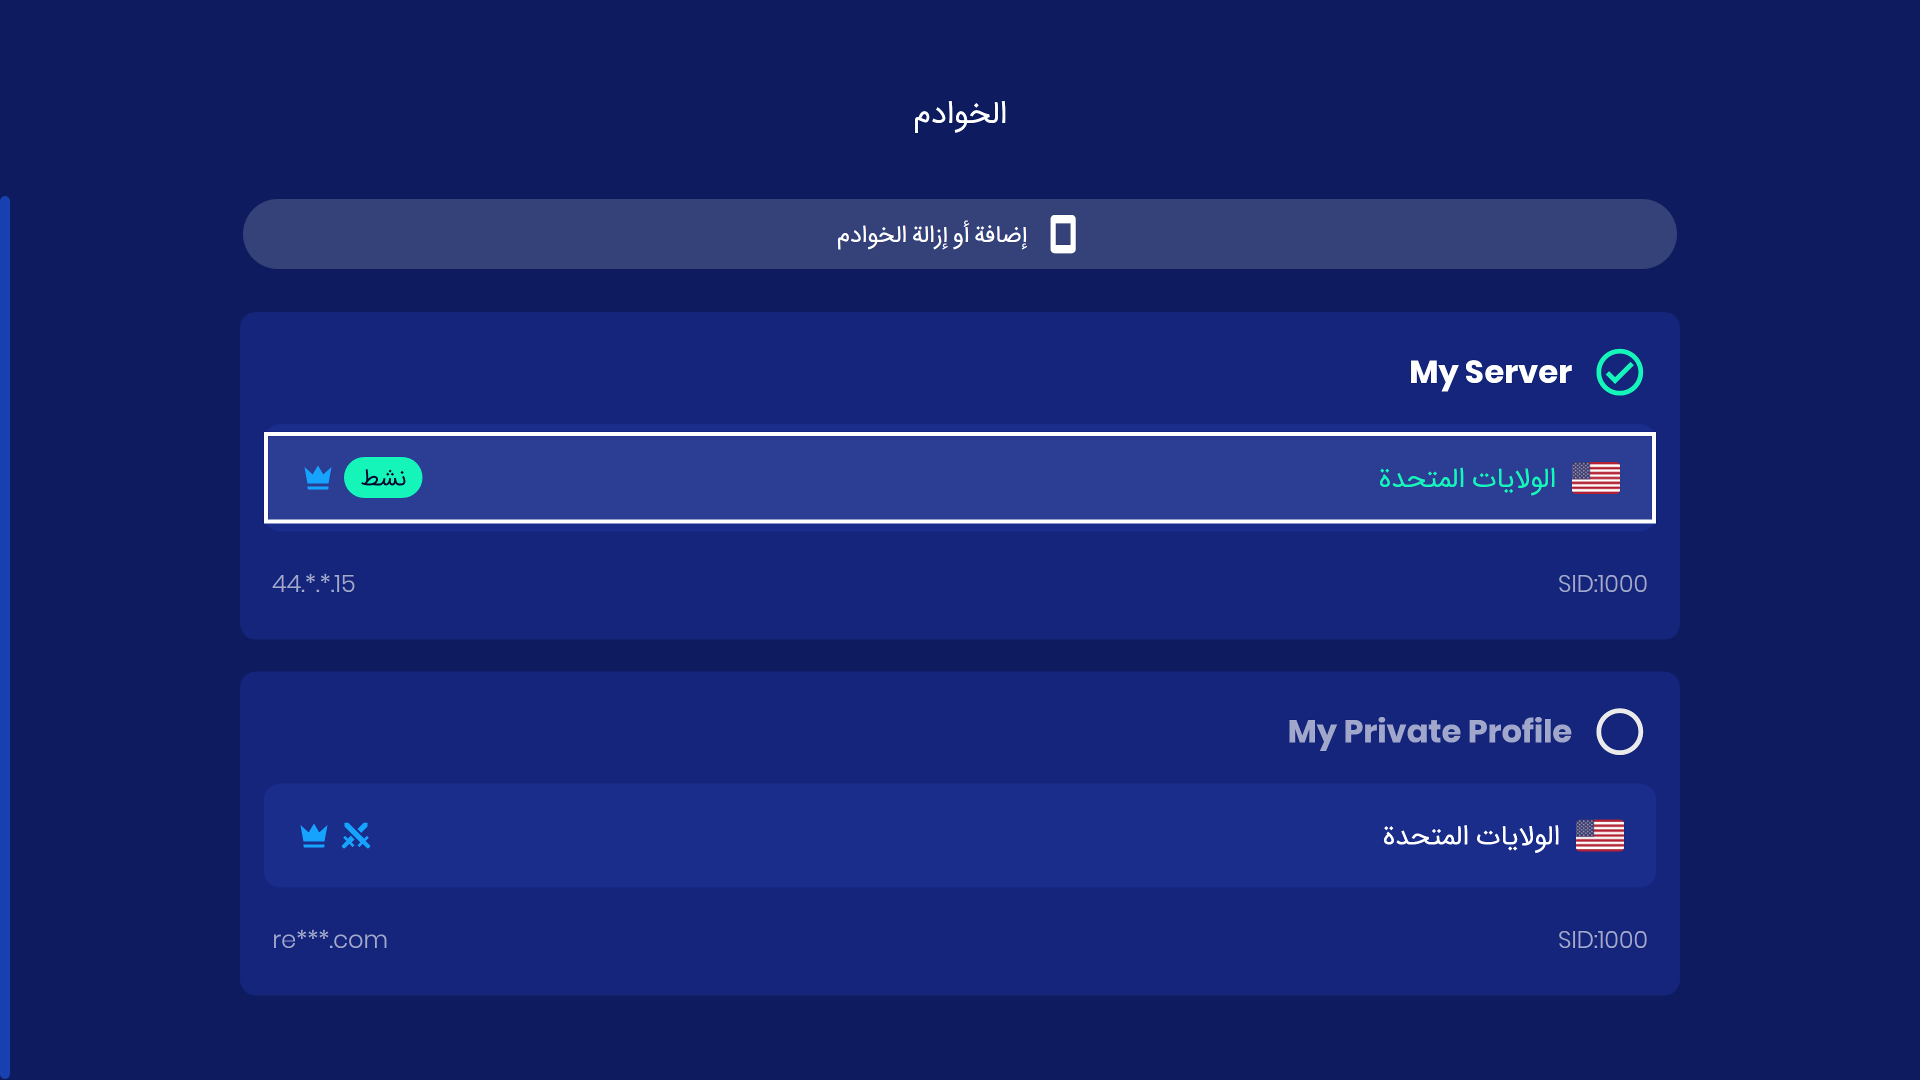 الخوادم
إضافة أو إزالة الخوادم
My Server
الولايات المتحدة
نشط
SID:1000
44.*.*.15
My Private Profile
الولايات المتحدة
SID:1000
re***.com